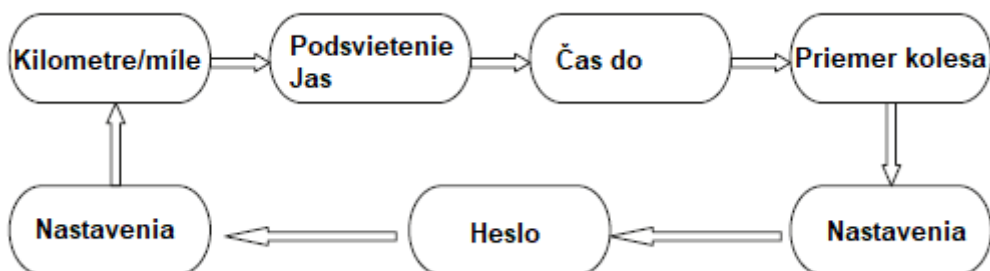 Kilometre/míle
Podsvietenie
Jas
Čas do
Priemer kolesa
Nastavenia
Heslo
Nastavenia